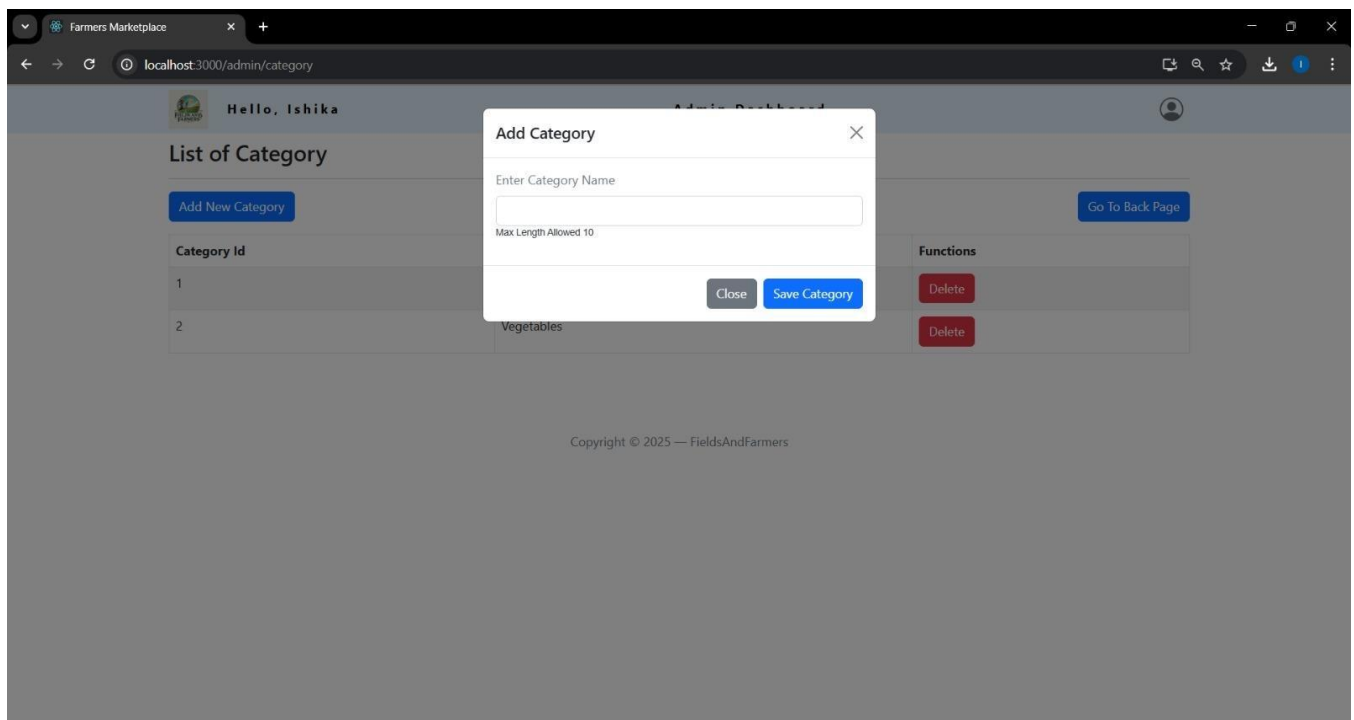 Farmers Marketplace
localhost:3000/admin/category
Hello, Ishika
Admin Dashboard
List of Category
Add New Category
Go To Back Page
Category Id
Functions
1
Delete
2
Vegetables
Delete
Add Category
Enter Category Name
Max Length Allowed 10
Close
Save Category
Copyright © 2025 — FieldsAndFarmers